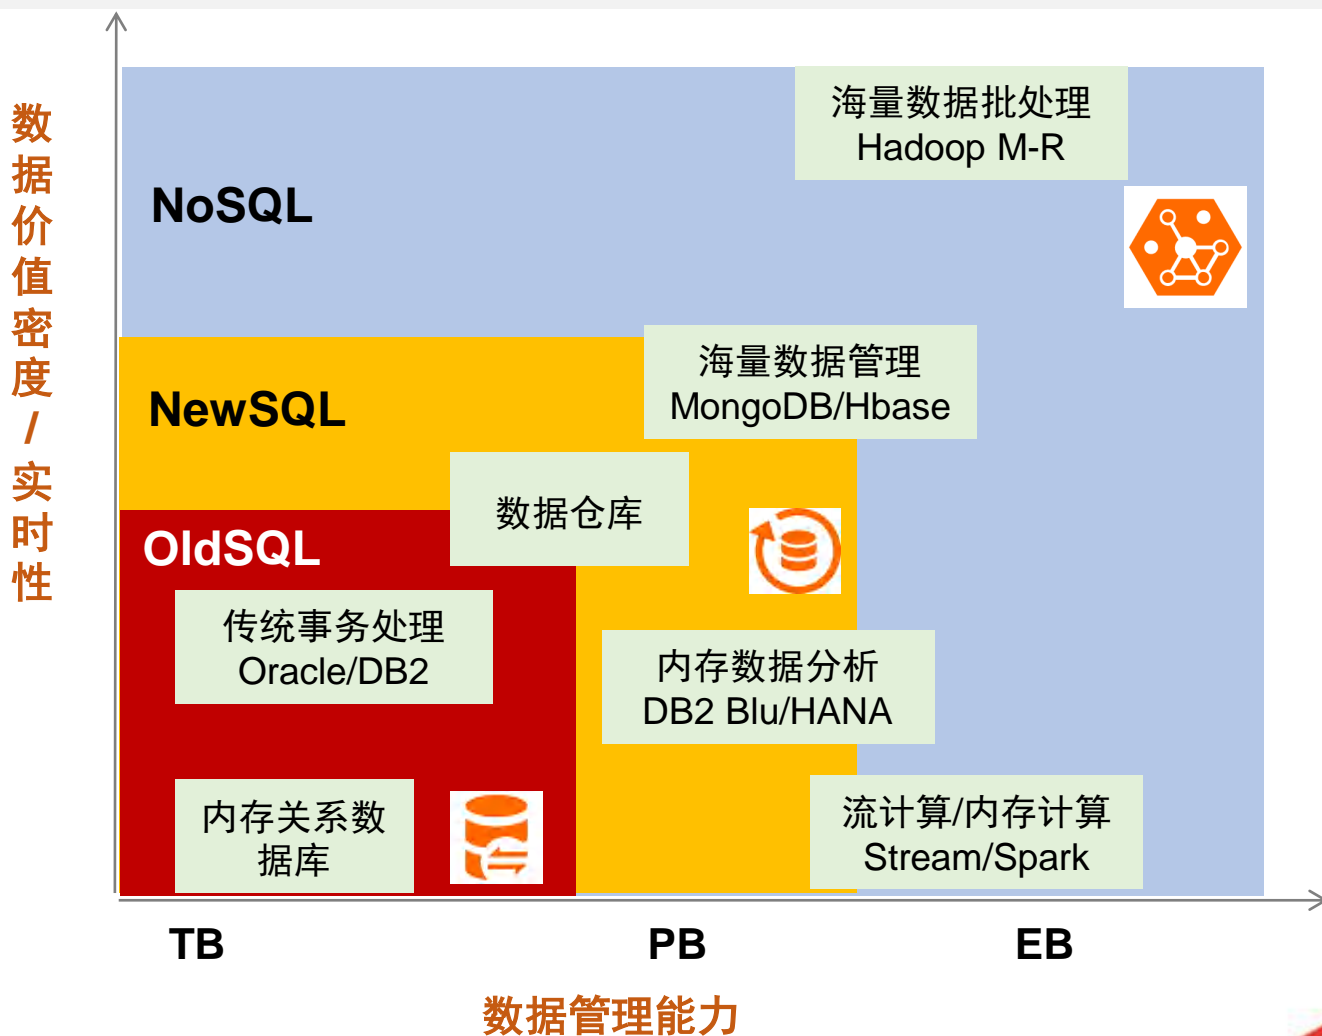 数据价值密度/实时性
海量数据批处理
Hadoop M-R
NoSQL
海量数据管理
MongoDB/Hbase
NewSQL
数据仓库
OldSQL
传统事务处理
Oracle/DB2
内存数据分析
DB2 Blu/HANA
内存关系数
据库
流计算/内存计算
Stream/Spark
TB
PB
EB
数据管理能力